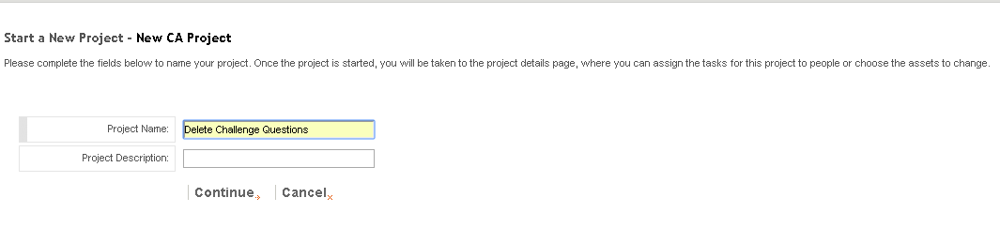 Start a New Project - New CA Project
Please complete the fields below to name your project. Once the project is started, you will be taken to the project details page, where you can assign the tasks for this project to people or choose the assets to change.
Project Name: Delete Challenge Questions
Project Description:
Continue Cancel